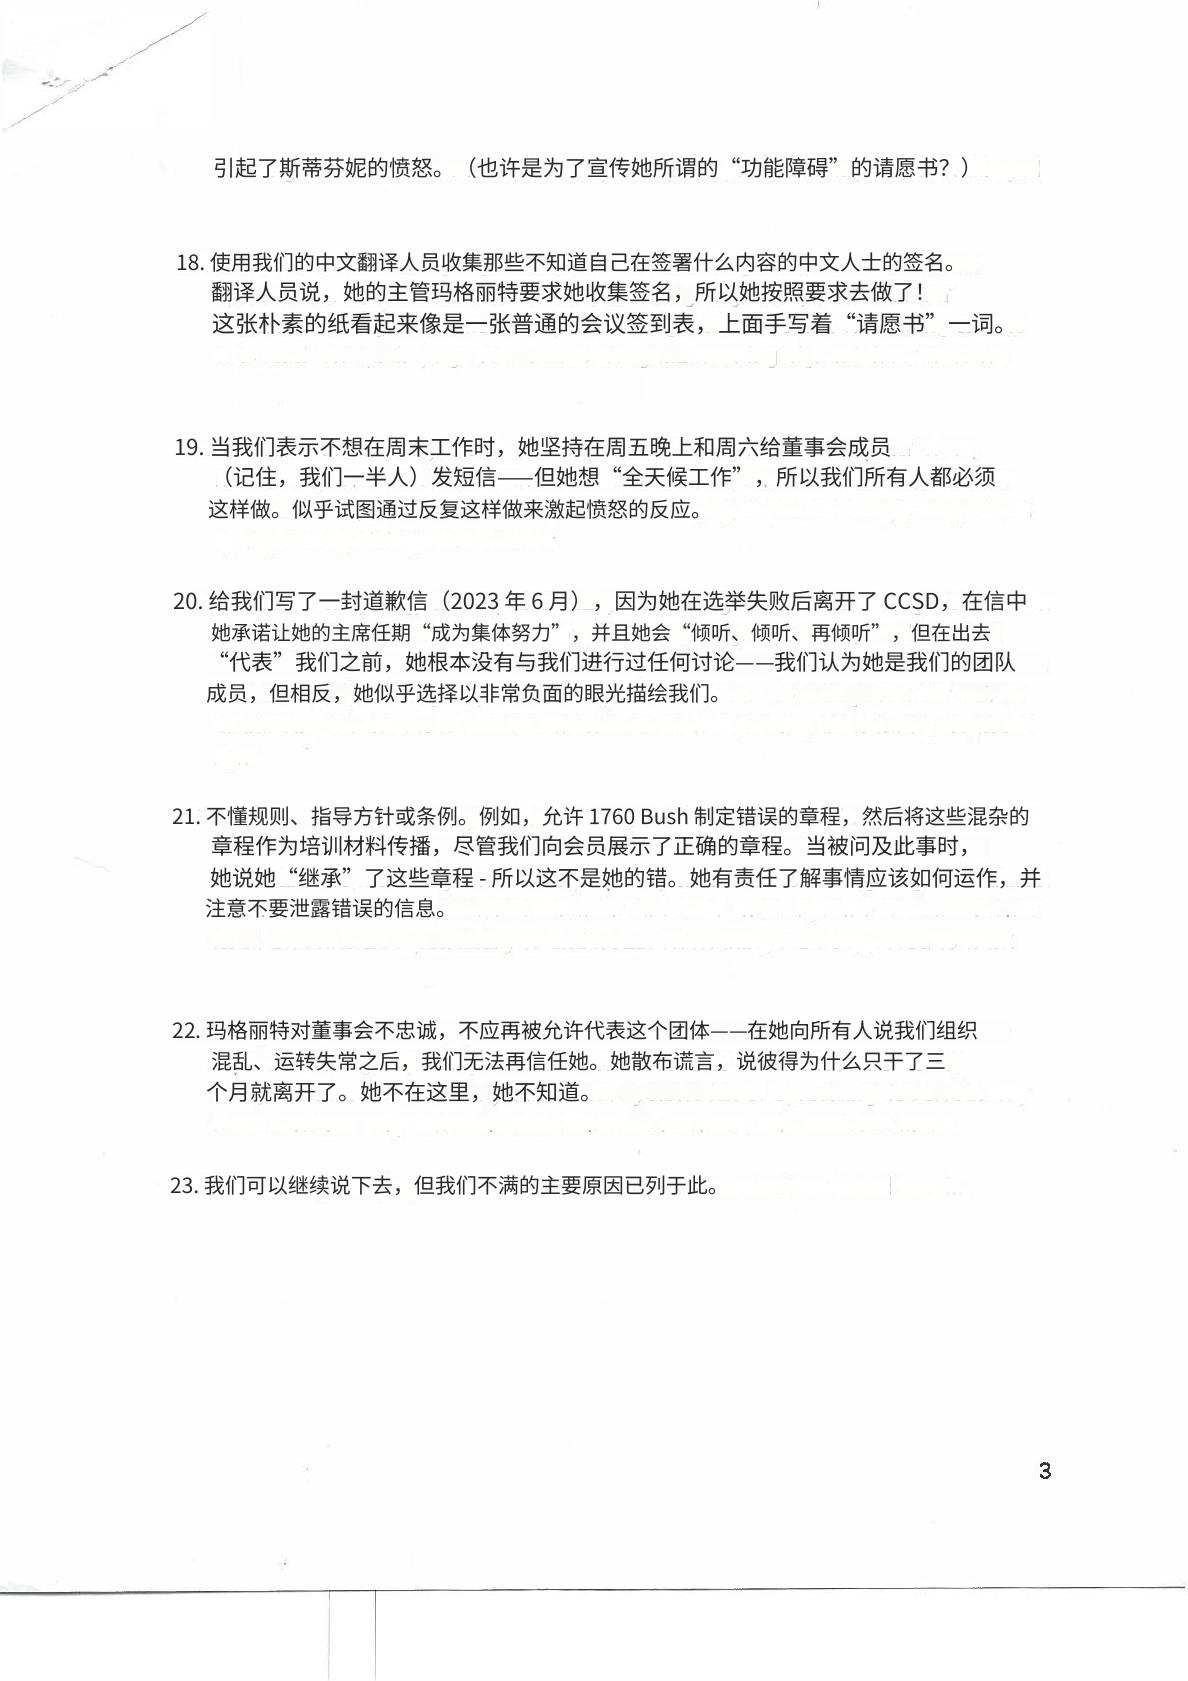 引起了斯蒂芬妮的愤怒。（也许是为了宣传她所谓的“功能障碍”的请愿书？）
18. 使用我们的中文翻译人员收集那些不知道自己在签署什么内容的中文人士的签名。
翻译人员说，她的主管玛格丽特要求她收集签名，所以她按照要求去做了！
这张朴素的纸看起来像是一张普通的会议签到表，上面手写着“请愿书”一词。
19. 当我们表示不想在周末工作时，她坚持在周五晚上和周六给董事会成员
（记住，我们一半人）发短信——但她想“全天候工作”，所以我们所有人都必须
这样做。似乎试图通过反复这样做来激起愤怒的反应。
20. 给我们写了一封道歉信（2023 年 6 月），因为她在选举失败后离开了 CCSD，在信中
她承诺让她的主席任期“成为集体努力”，并且她会“倾听、倾听、再倾听”，但在出去
“代表”我们之前，她根本没有与我们进行过任何讨论——我们认为她是我们的团队
成员，但相反，她似乎选择以非常负面的眼光描绘我们。
21. 不懂规则、指导方针或条例。例如，允许 1760 Bush 制定错误的章程，然后将这些混杂的
章程作为培训材料传播，尽管我们向会员展示了正确的章程。当被问及此事时，
她说她“继承”了这些章程 - 所以这不是她的错。她有责任了解事情应该如何运作，并
注意不要泄露错误的信息。
22. 玛格丽特对董事会不忠诚，不应再被允许代表这个团体——在她向所有人说我们组织
混乱、运转失常之后，我们无法再信任她。她散布谎言，说彼得为什么只干了三
个月就离开了。她不在这里，她不知道。
23. 我们可以继续说下去，但我们不满的主要原因已列于此。
3